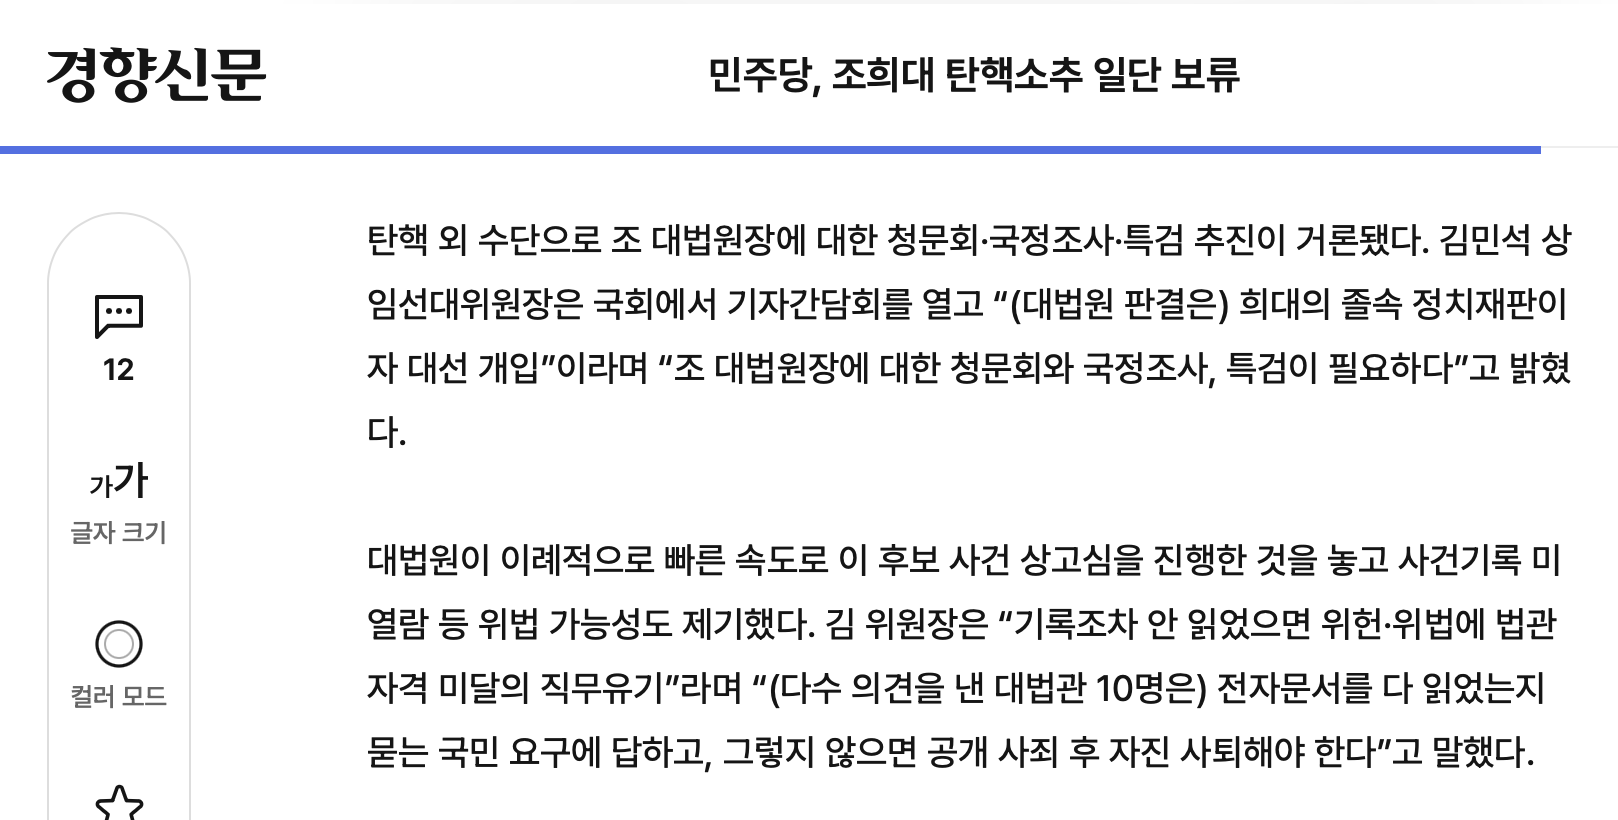 경향신문
민주당, 조희대 탄핵소추 일단 보류
12
가가
글자 크기
컬러 모드
탄핵 외 수단으로 조 대법원장에 대한 청문회·국정조사·특검 추진이 거론됐다. 김민석 상
임선대위원장은 국회에서 기자간담회를 열고 “(대법원 판결은) 희대의 졸속 정치재판이
자 대선 개입”이라며 “조 대법원장에 대한 청문회와 국정조사, 특검이 필요하다”고 밝혔
다.
대법원이 이례적으로 빠른 속도로 이 후보 사건 상고심을 진행한 것을 놓고 사건기록 미
열람 등 위법 가능성도 제기했다. 김 위원장은 “기록조차 안 읽었으면 위헌·위법에 법관
자격 미달의 직무유기”라며 “(다수 의견을 낸 대법관 10명은) 전자문서를 다 읽었는지
묻는 국민 요구에 답하고, 그렇지 않으면 공개 사죄 후 자진 사퇴해야 한다”고 말했다.